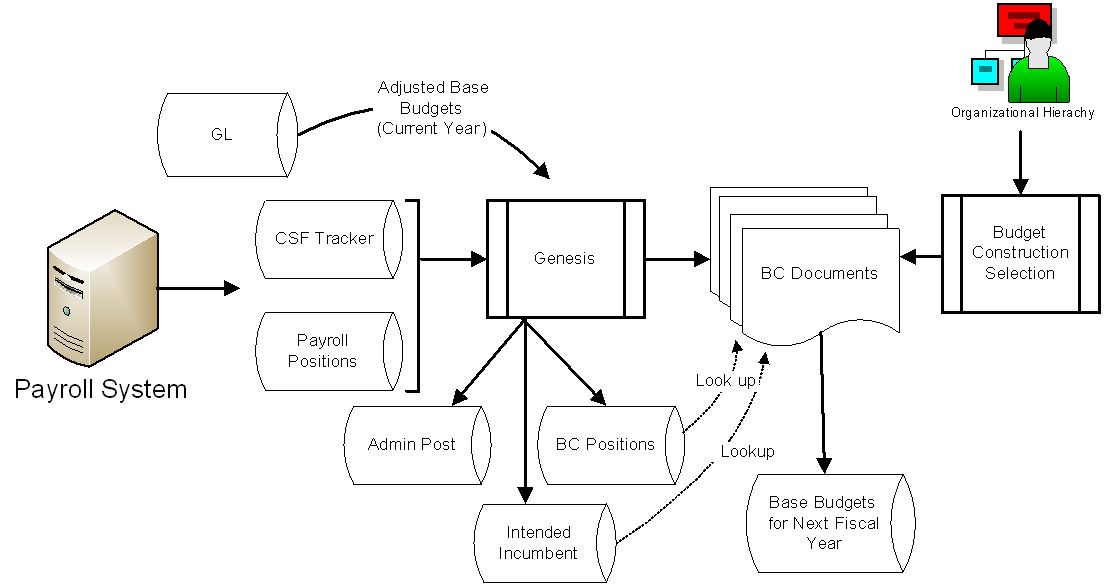 Organizational Hierachy
Adjusted Base
Budgets
(Current Year)
GL
CSF Tracker
Genesis
BC Documents
Budget
Construction
Selection
Payroll
Positions
Payroll System
Look up
Admin Post
BC Positions
Lookup
Intended
Incumbent
Base Budgets
for Next Fiscal
Year